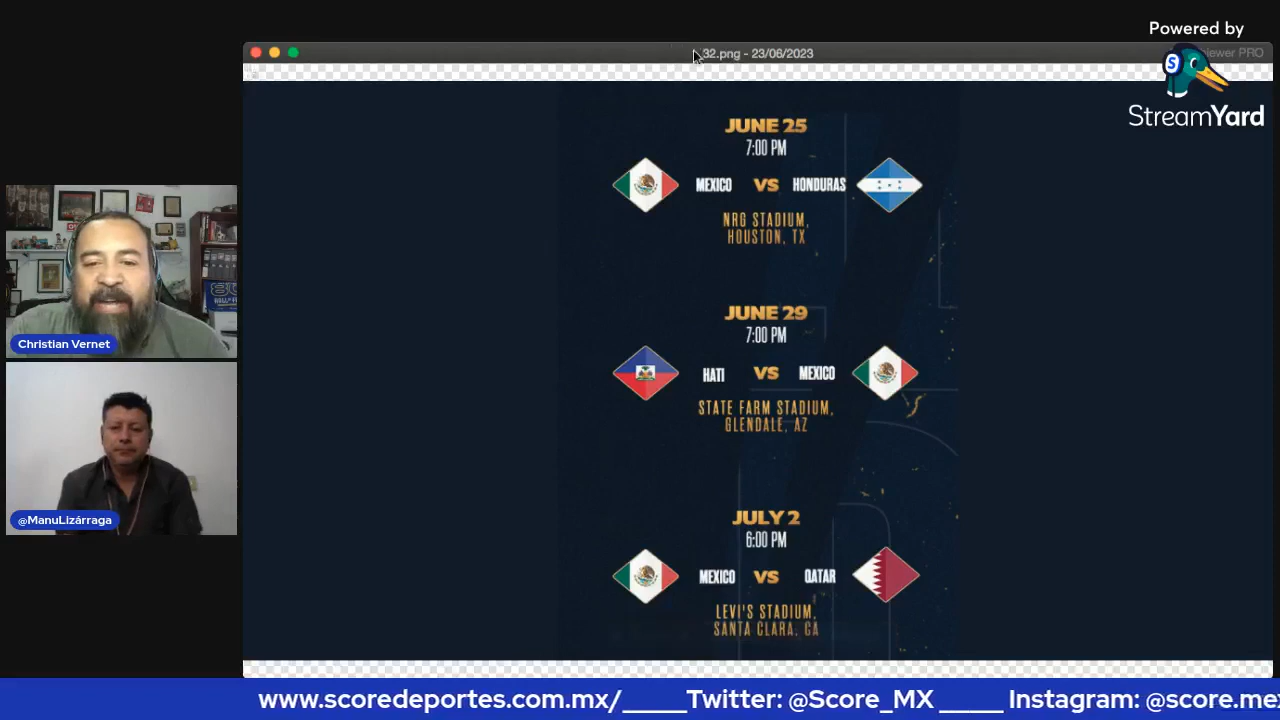 Powered by
StreamYard
32.png - 23/06/2023
viewer PRO
JUNE 25
7:00 PM
MEXICO VS HONDURAS
NRG STADIUM,
HOUSTON, TX
JUNE 29
7:00 PM
HATI VS MEXICO
STATE FARM STADIUM,
GLENDALE, AZ
JULY 2
6:00 PM
MEXICO VS QATAR
LEVI'S STADIUM,
SANTA CLARA, CA
Christian Vernet
@ManuLizárraga
www.scoredeportes.com.mx/_____Twitter: @Score_MX _____ Instagram: @score.me